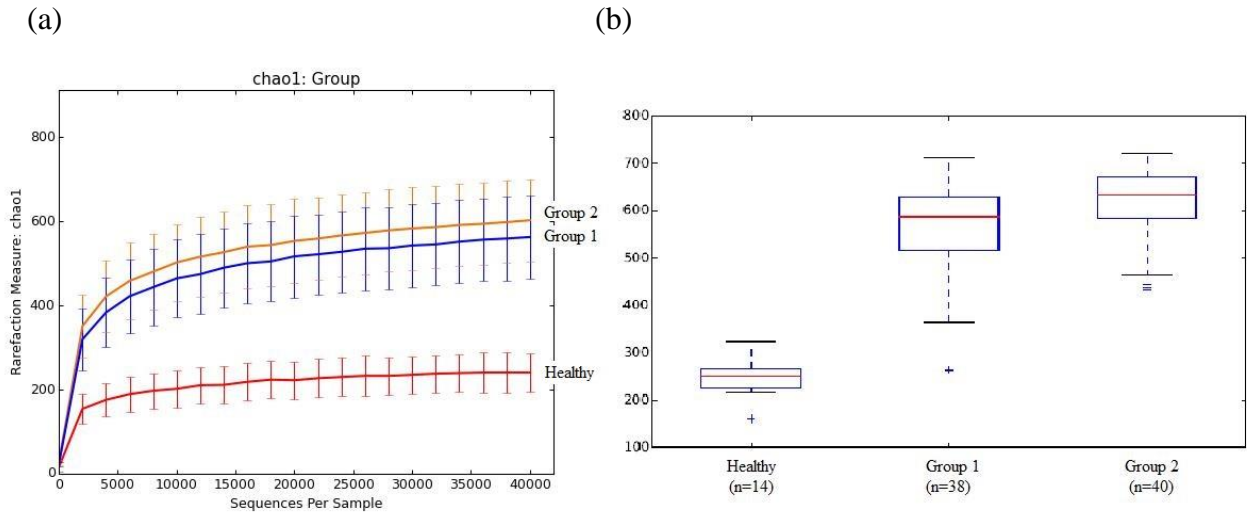 (a)
(b)
chao1: Group
Rarefaction Measure: chao1
800
600
400
200
0
Group 2
Group 1
Healthy
0 5000 10000 15000 20000 25000 30000 35000 40000
Sequences Per Sample
800
700
600
500
400
300
200
100
Healthy Group 1 Group 2
(n=14) (n=38) (n=40)